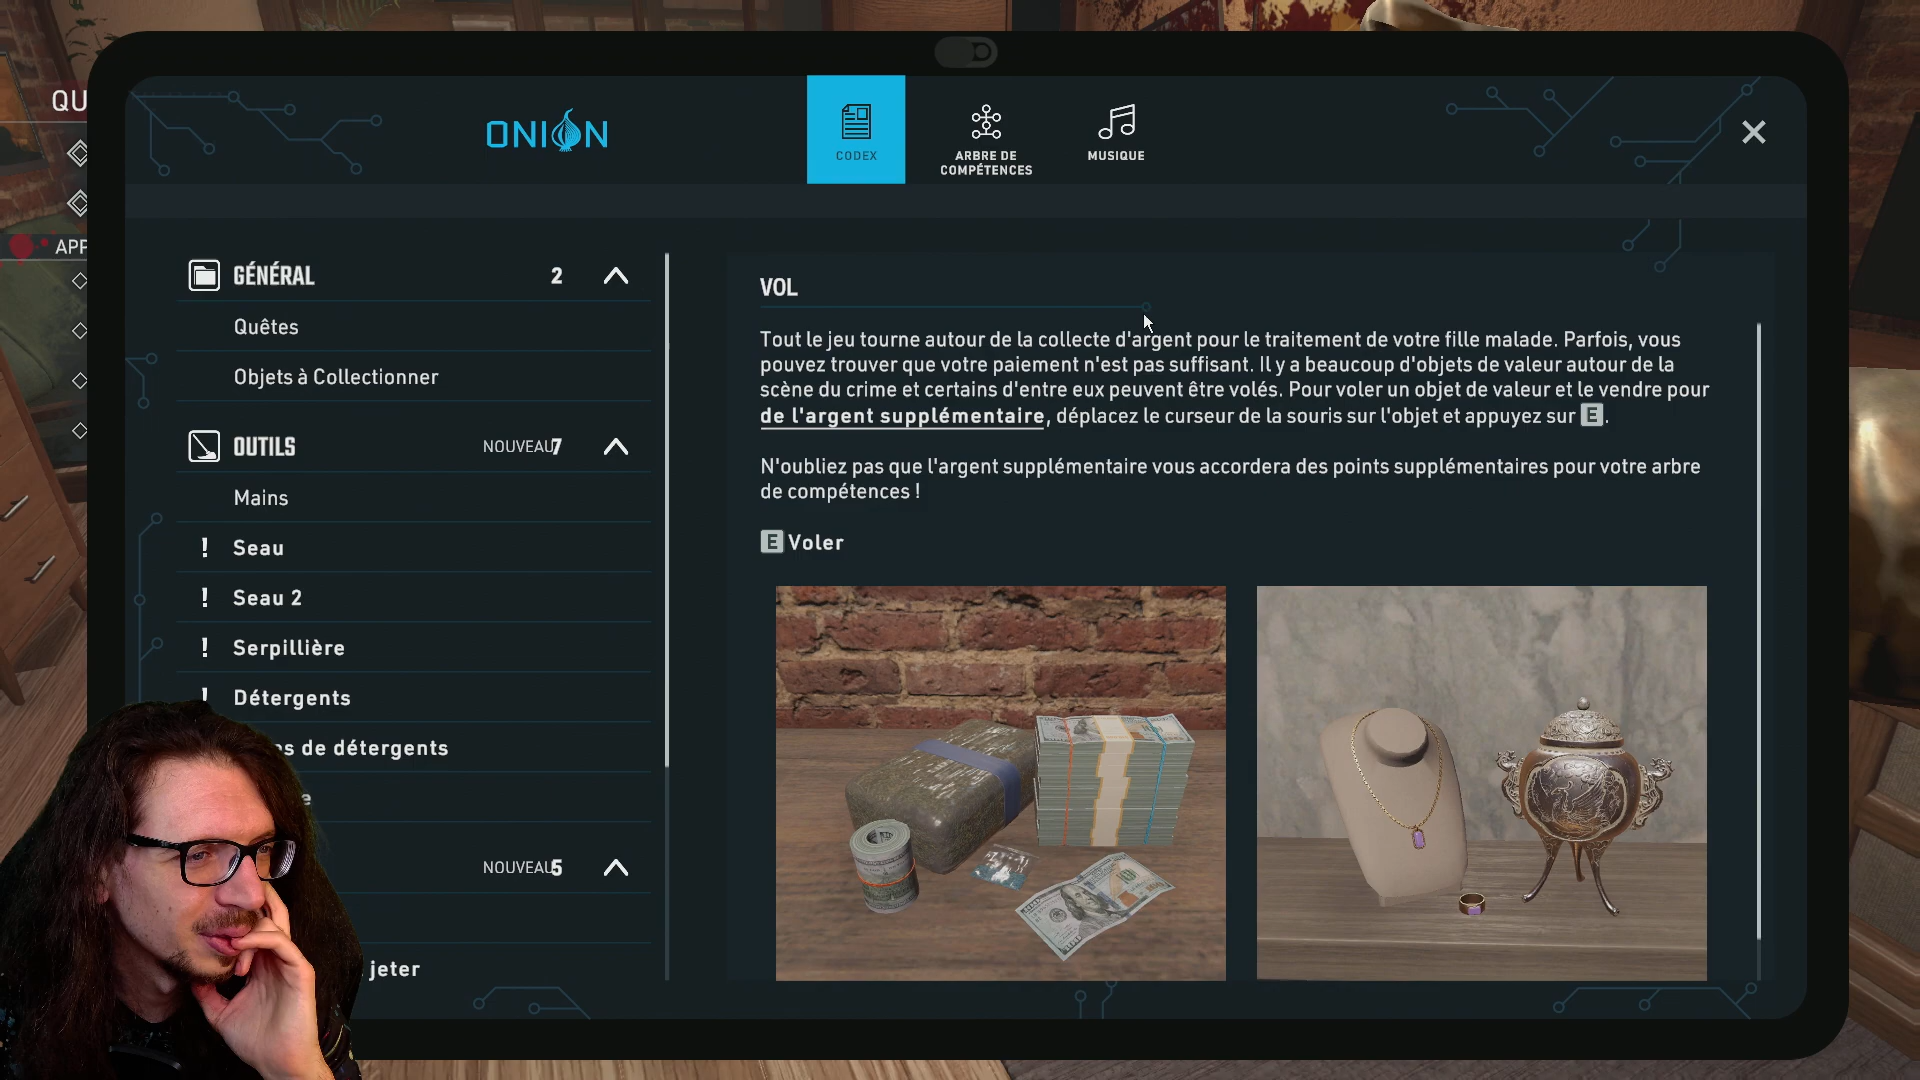 QU
APP
ONION
CODEX
ARBRE DE
COMPÉTENCES
MUSIQUE
GÉNÉRAL 2
Quêtes
Objets à Collectionner
OUTILS NOUVEAU 7
Mains
! Seau
! Seau 2
! Serpillière
! Détergents
de détergents
NOUVEAU 5
jeter
VOL
Tout le jeu tourne autour de la collecte d'argent pour le traitement de votre fille malade. Parfois, vous
pouvez trouver que votre paiement n'est pas suffisant. Il y a beaucoup d'objets de valeur autour de la
scène du crime et certains d'entre eux peuvent être volés. Pour voler un objet de valeur et le vendre pour
de l'argent supplémentaire, déplacez le curseur de la souris sur l'objet et appuyez sur E.
N'oubliez pas que l'argent supplémentaire vous accordera des points supplémentaires pour votre arbre
de compétences !
E Voler